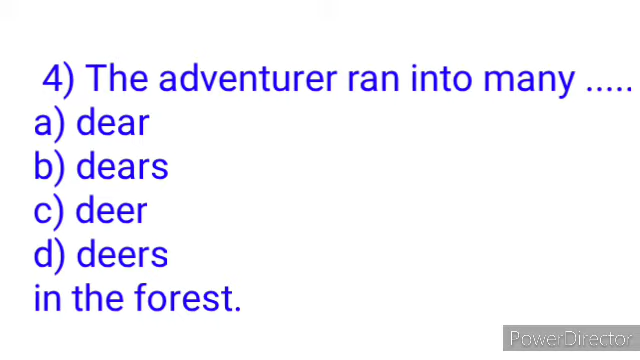 4) The adventurer ran into many .....
a) dear
b) dears
c) deer
d) deers
in the forest.
PowerDirector